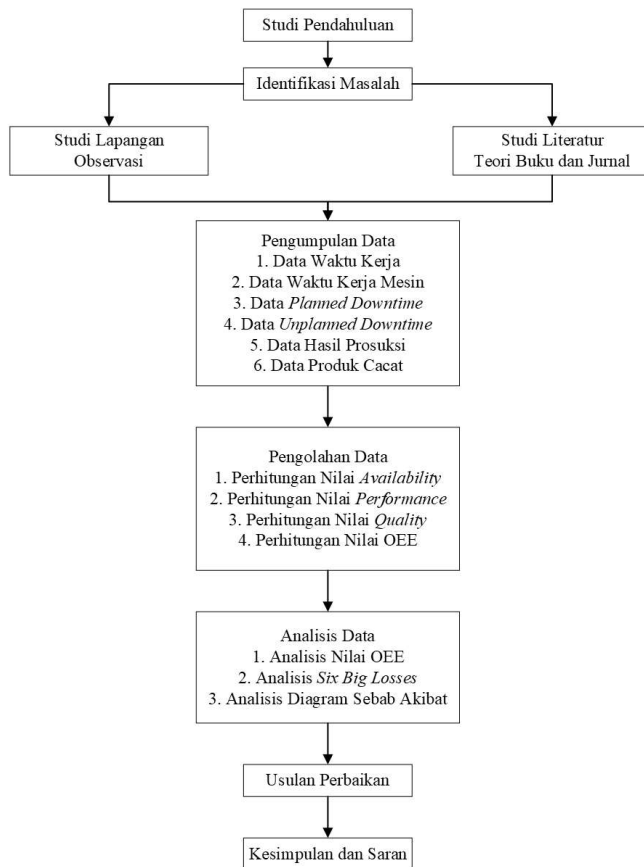 Studi Pendahuluan
Identifikasi Masalah
Studi Lapangan
Observasi
Studi Literatur
Teori Buku dan Jurnal
Pengumpulan Data
1. Data Waktu Kerja
2. Data Waktu Kerja Mesin
3. Data Planned Downtime
4. Data Unplanned Downtime
5. Data Hasil Prosuksi
6. Data Produk Cacat
Pengolahan Data
1. Perhitungan Nilai Availability
2. Perhitungan Nilai Performance
3. Perhitungan Nilai Quality
4. Perhitungan Nilai OEE
Analisis Data
1. Analisis Nilai OEE
2. Analisis Six Big Losses
3. Analisis Diagram Sebab Akibat
Usulan Perbaikan
Kesimpulan dan Saran